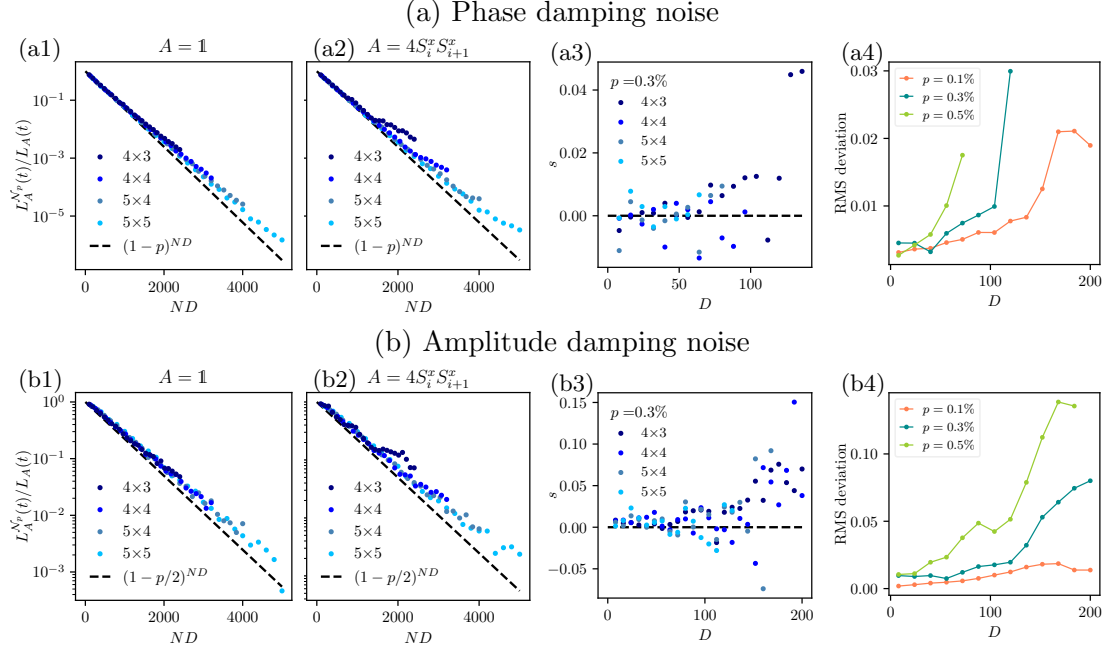 (a) Phase damping noise
(a1)
A = 𝟙
L_A^{𝒩_p}(t)/L_A(t)
10^{−1}
10^{−3}
10^{−5}
4×3
4×4
5×4
5×5
(1−p)^{ND}
0
2000
4000
ND
(a2)
A = 4S_i^x S_{i+1}^x
4×3
4×4
5×4
5×5
(1−p)^{ND}
0
2000
4000
ND
(a3)
p =0.3%
4×3
4×4
5×4
5×5
s
0.04
0.02
0.00
0
50
100
D
(a4)
p = 0.1%
p = 0.3%
p = 0.5%
RMS deviation
0.03
0.02
0.01
0
100
200
D
(b) Amplitude damping noise
(b1)
A = 𝟙
L_A^{𝒩_p}(t)/L_A(t)
10^0
10^{−1}
10^{−2}
10^{−3}
4×3
4×4
5×4
5×5
(1−p/2)^{ND}
0
2000
4000
ND
(b2)
A = 4S_i^x S_{i+1}^x
4×3
4×4
5×4
5×5
(1−p/2)^{ND}
0
2000
4000
ND
(b3)
p =0.3%
4×3
4×4
5×4
5×5
s
0.15
0.10
0.05
0.00
−0.05
0
100
200
D
(b4)
p = 0.1%
p = 0.3%
p = 0.5%
RMS deviation
0.10
0.05
0.00
0
100
200
D